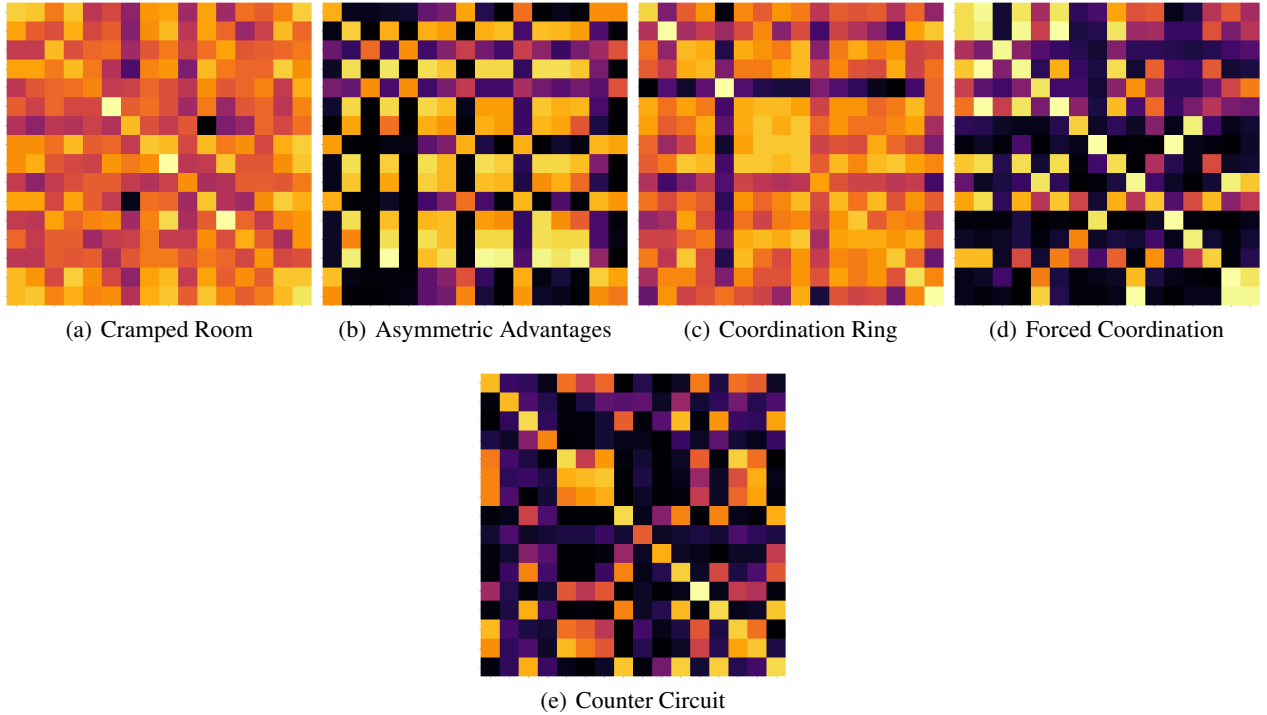 (a) Cramped Room
(b) Asymmetric Advantages
(c) Coordination Ring
(d) Forced Coordination
(e) Counter Circuit